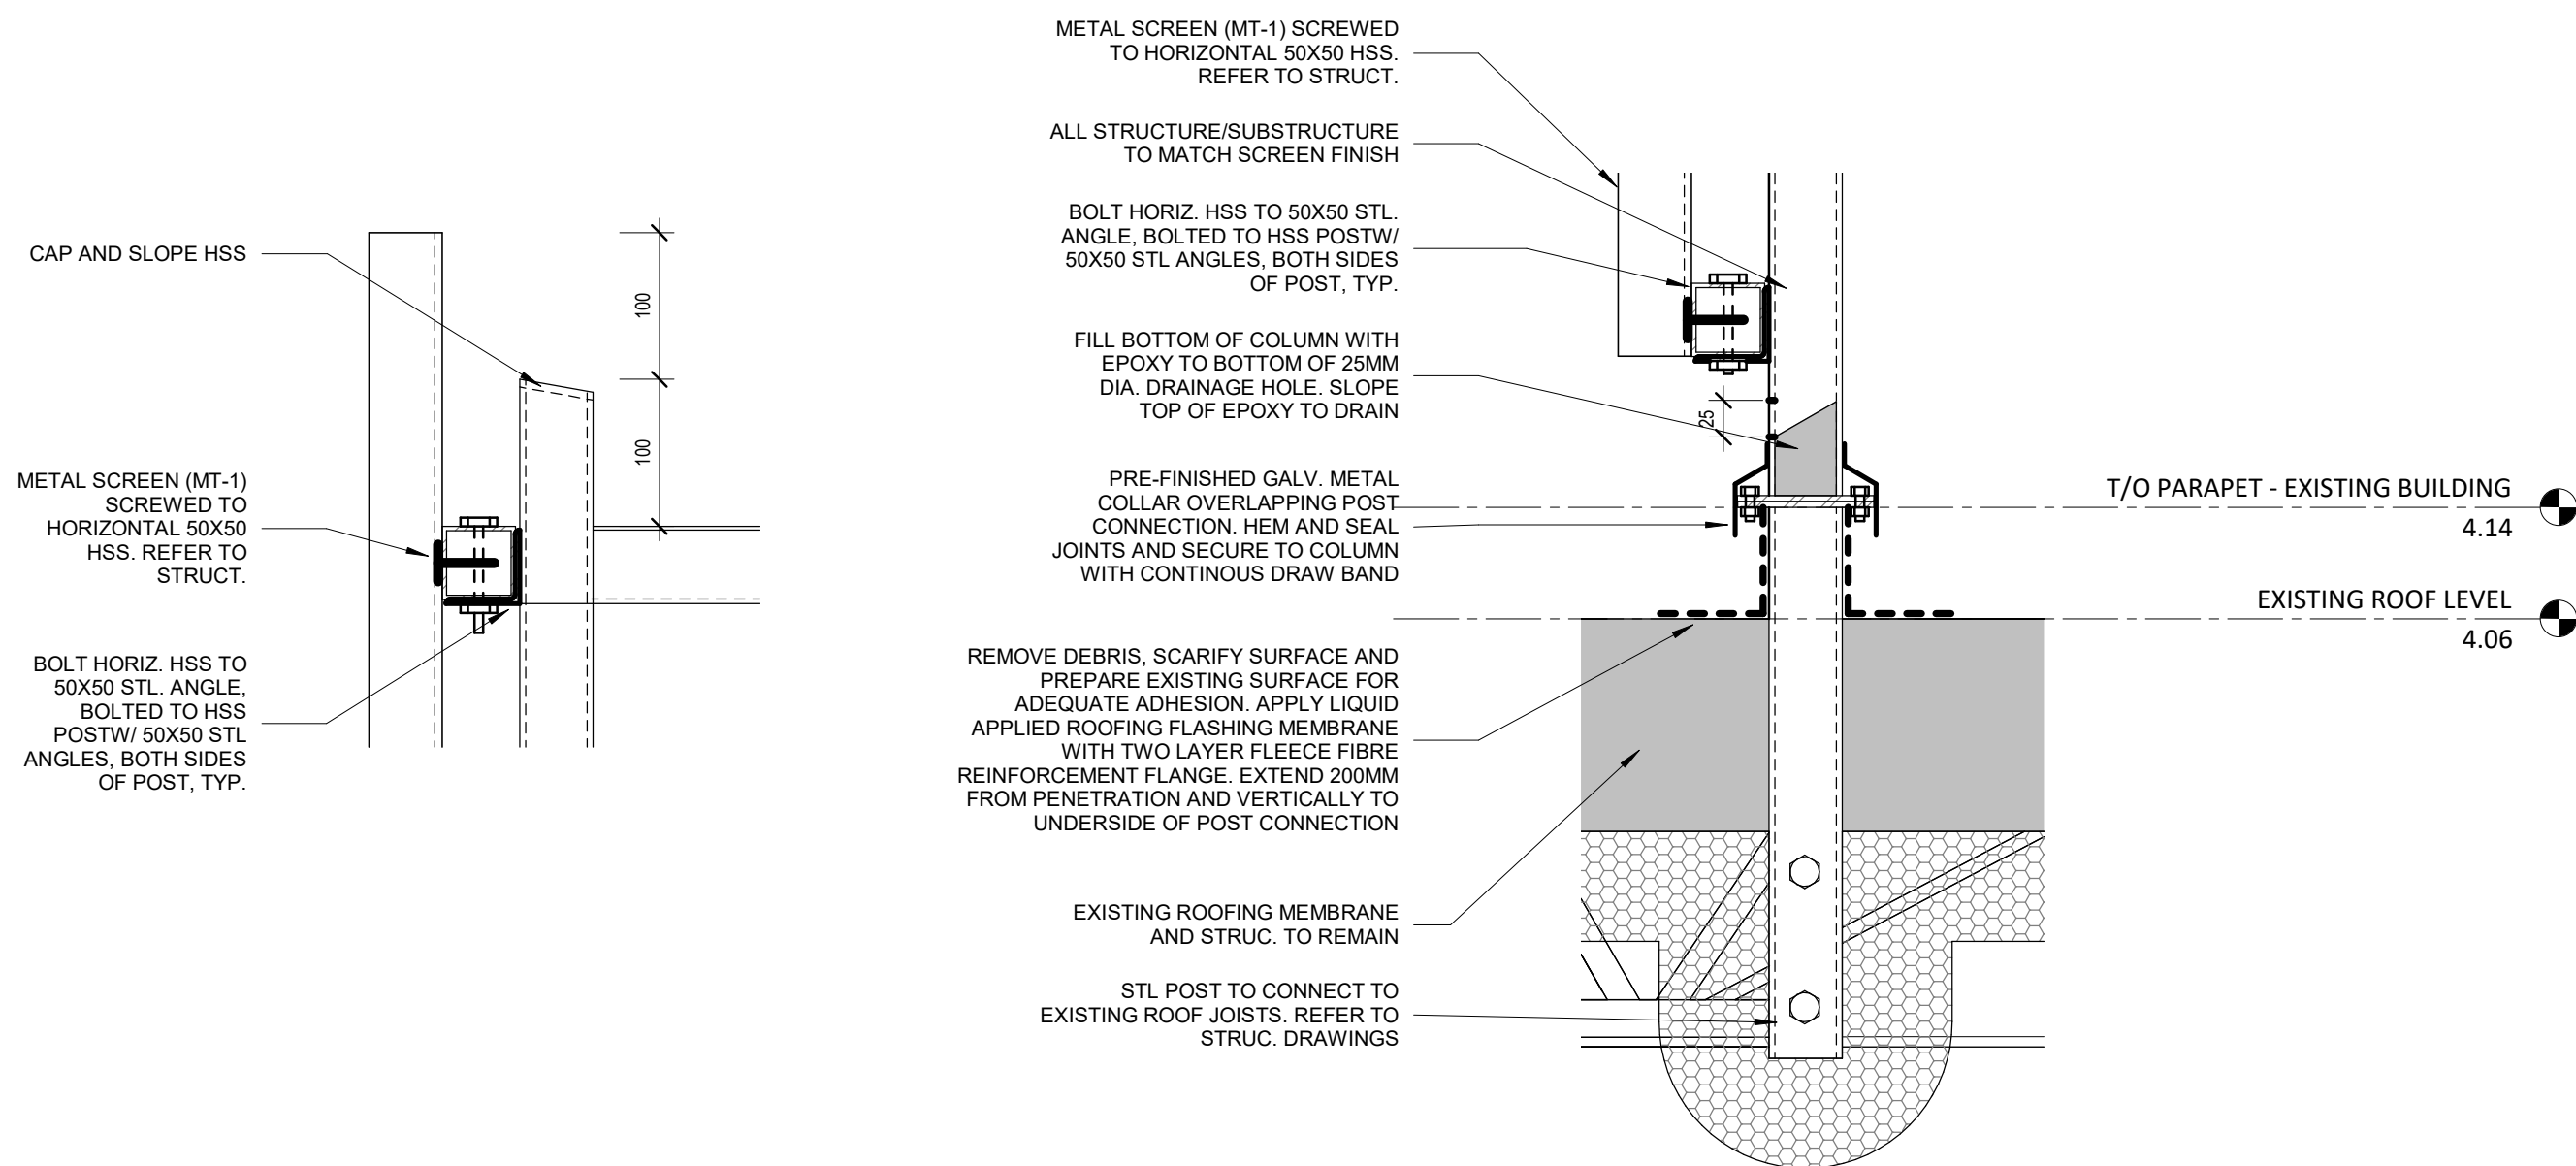 CAP AND SLOPE HSS
100
100
METAL SCREEN (MT-1)
SCREWED TO
HORIZONTAL 50X50
HSS. REFER TO
STRUCT.
BOLT HORIZ. HSS TO
50X50 STL. ANGLE,
BOLTED TO HSS
POSTW/ 50X50 STL
ANGLES, BOTH SIDES
OF POST, TYP.
METAL SCREEN (MT-1) SCREWED
TO HORIZONTAL 50X50 HSS.
REFER TO STRUCT.
ALL STRUCTURE/SUBSTRUCTURE
TO MATCH SCREEN FINISH
BOLT HORIZ. HSS TO 50X50 STL.
ANGLE, BOLTED TO HSS POSTW/
50X50 STL ANGLES, BOTH SIDES
OF POST, TYP.
FILL BOTTOM OF COLUMN WITH
EPOXY TO BOTTOM OF 25MM
DIA. DRAINAGE HOLE. SLOPE
TOP OF EPOXY TO DRAIN
25
PRE-FINISHED GALV. METAL
COLLAR OVERLAPPING POST
CONNECTION. HEM AND SEAL
JOINTS AND SECURE TO COLUMN
WITH CONTINOUS DRAW BAND
T/O PARAPET - EXISTING BUILDING
4.14
EXISTING ROOF LEVEL
4.06
REMOVE DEBRIS, SCARIFY SURFACE AND
PREPARE EXISTING SURFACE FOR
ADEQUATE ADHESION. APPLY LIQUID
APPLIED ROOFING FLASHING MEMBRANE
WITH TWO LAYER FLEECE FIBRE
REINFORCEMENT FLANGE. EXTEND 200MM
FROM PENETRATION AND VERTICALLY TO
UNDERSIDE OF POST CONNECTION
EXISTING ROOFING MEMBRANE
AND STRUC. TO REMAIN
STL POST TO CONNECT TO
EXISTING ROOF JOISTS. REFER TO
STRUC. DRAWINGS